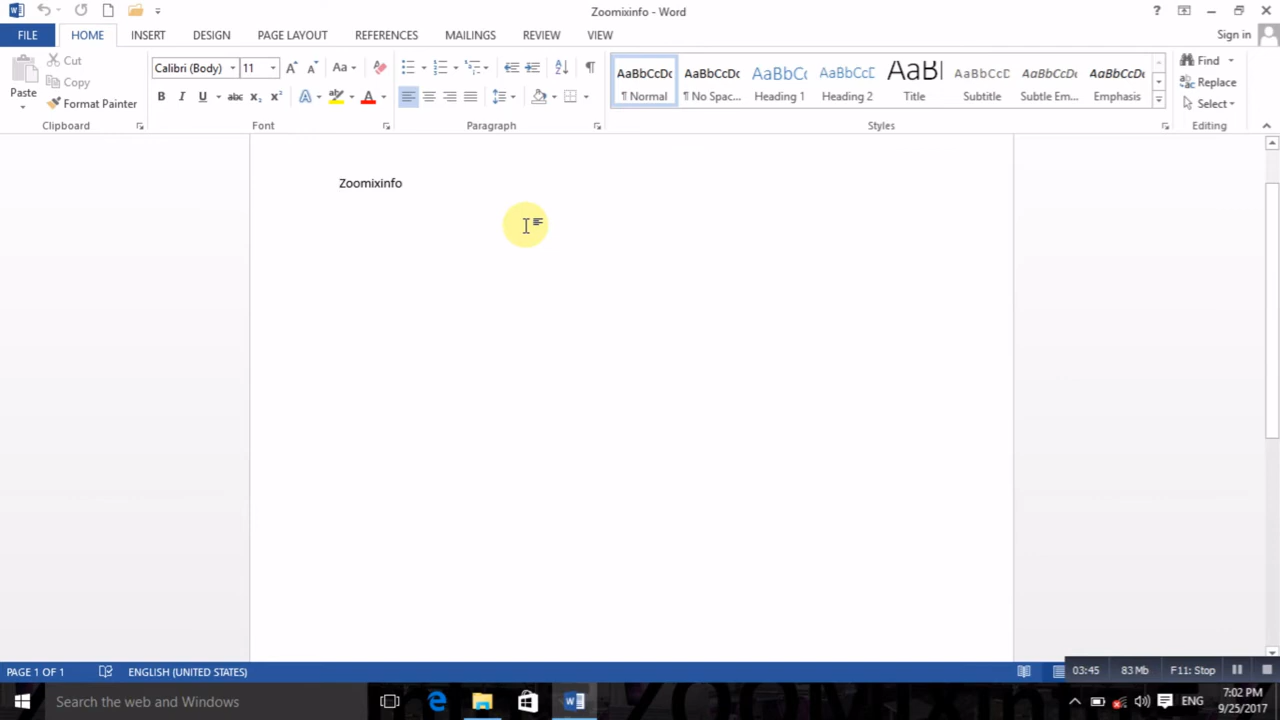 Zoomixinfo - Word
Sign in
FILE HOME INSERT DESIGN PAGE LAYOUT REFERENCES MAILINGS REVIEW VIEW
Paste
Cut
Copy
Format Painter
Clipboard
Calibri (Body) 11
Font
Paragraph
AaBbCcDc AaBbCcDc AaBbC( AaBbCcC AaBl AaBbCcD AaBbCcDc AaBbCcDc
¶ Normal ¶ No Spac... Heading 1 Heading 2 Title Subtitle Subtle Em... Emphasis
Styles
Find
Replace
Select
Editing
Zoomixinfo
PAGE 1 OF 1 ENGLISH (UNITED STATES)
03:45 83 Mb F11: Stop
Search the web and Windows
ENG
7:02 PM
9/25/2017